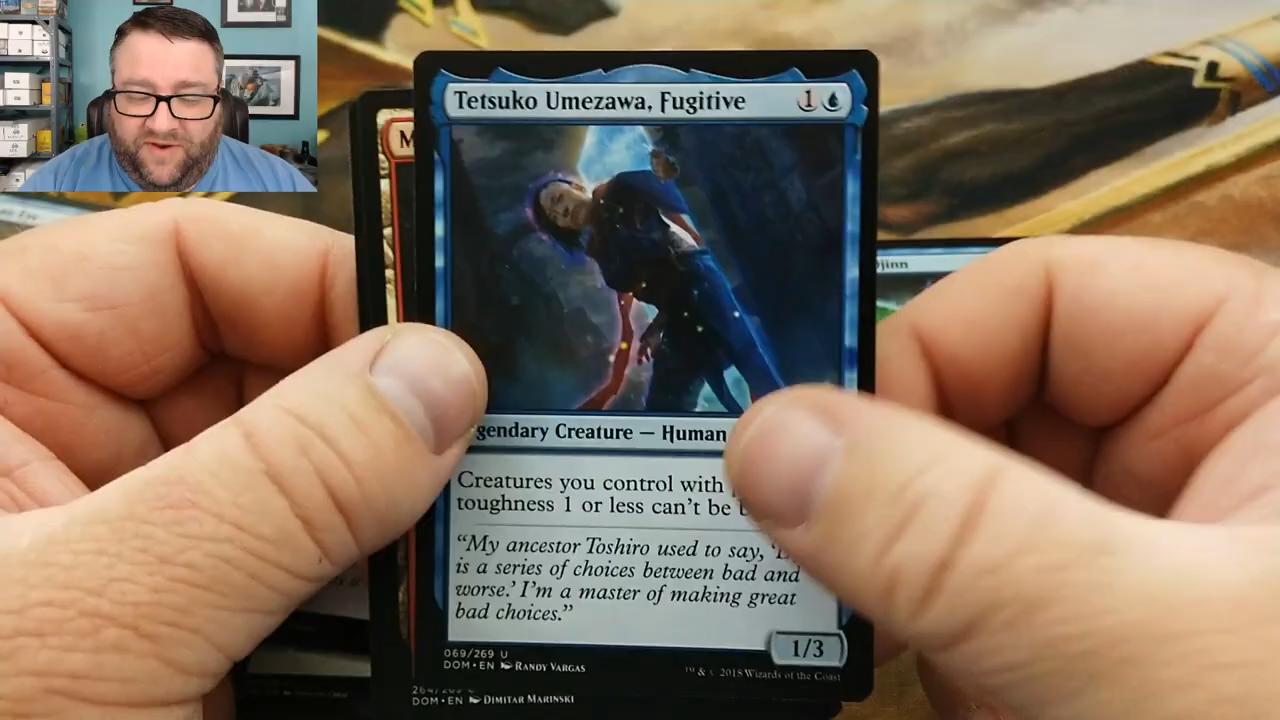 Tetsuko Umezawa, Fugitive 1
M
jinn
gendary Creature — Human
Creatures you control with
toughness 1 or less can't be
"My ancestor Toshiro used to say,
is a series of choices between bad and
worse.' I'm a master of making great
bad choices."
1/3
069/269 U
DOM • EN RANDY VARGAS
™ & © 2018 Wizards of the Coast
DOM • EN DIMITAR MARINSKI